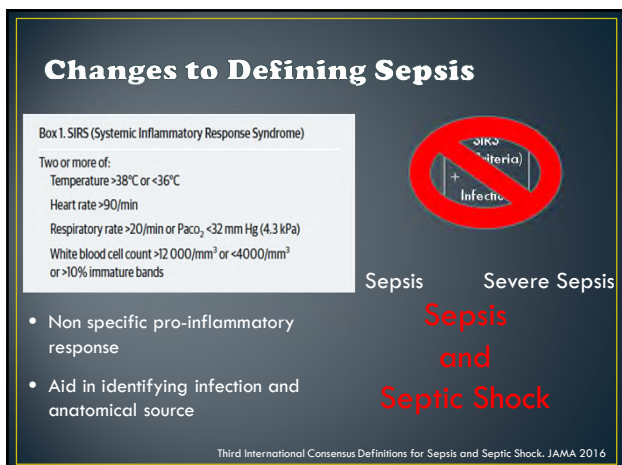 Changes to Defining Sepsis
Box 1. SIRS (Systemic Inflammatory Response Syndrome)
Two or more of:
Temperature >38°C or <36°C
Heart rate >90/min
Respiratory rate >20/min or Paco₂ <32 mm Hg (4.3 kPa)
White blood cell count >12 000/mm³ or <4000/mm³
or >10% immature bands
• Non specific pro-inflammatory
response
• Aid in identifying infection and
anatomical source
SIRS
+
Sepsis Severe Sepsis
Sepsis
and
Septic Shock
Third International Consensus Definitions for Sepsis and Septic Shock. JAMA 2016